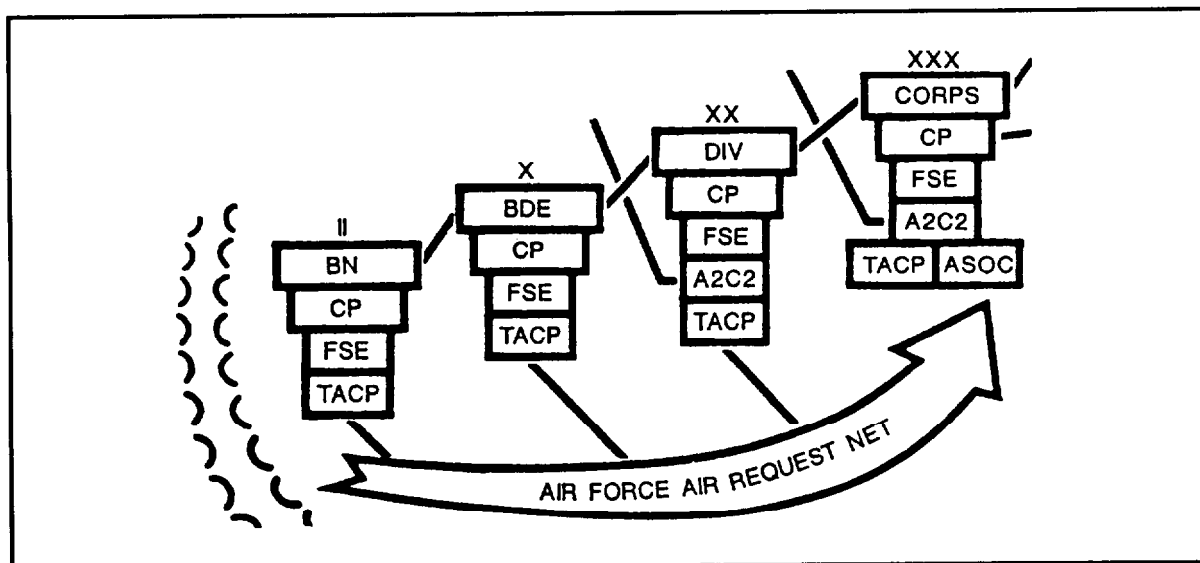 II
BN
CP
FSE
TACP
X
BDE
CP
FSE
TACP
XX
DIV
CP
FSE
A2C2
TACP
XXX
CORPS
CP
FSE
A2C2
TACP ASOC
AIR FORCE AIR REQUEST NET